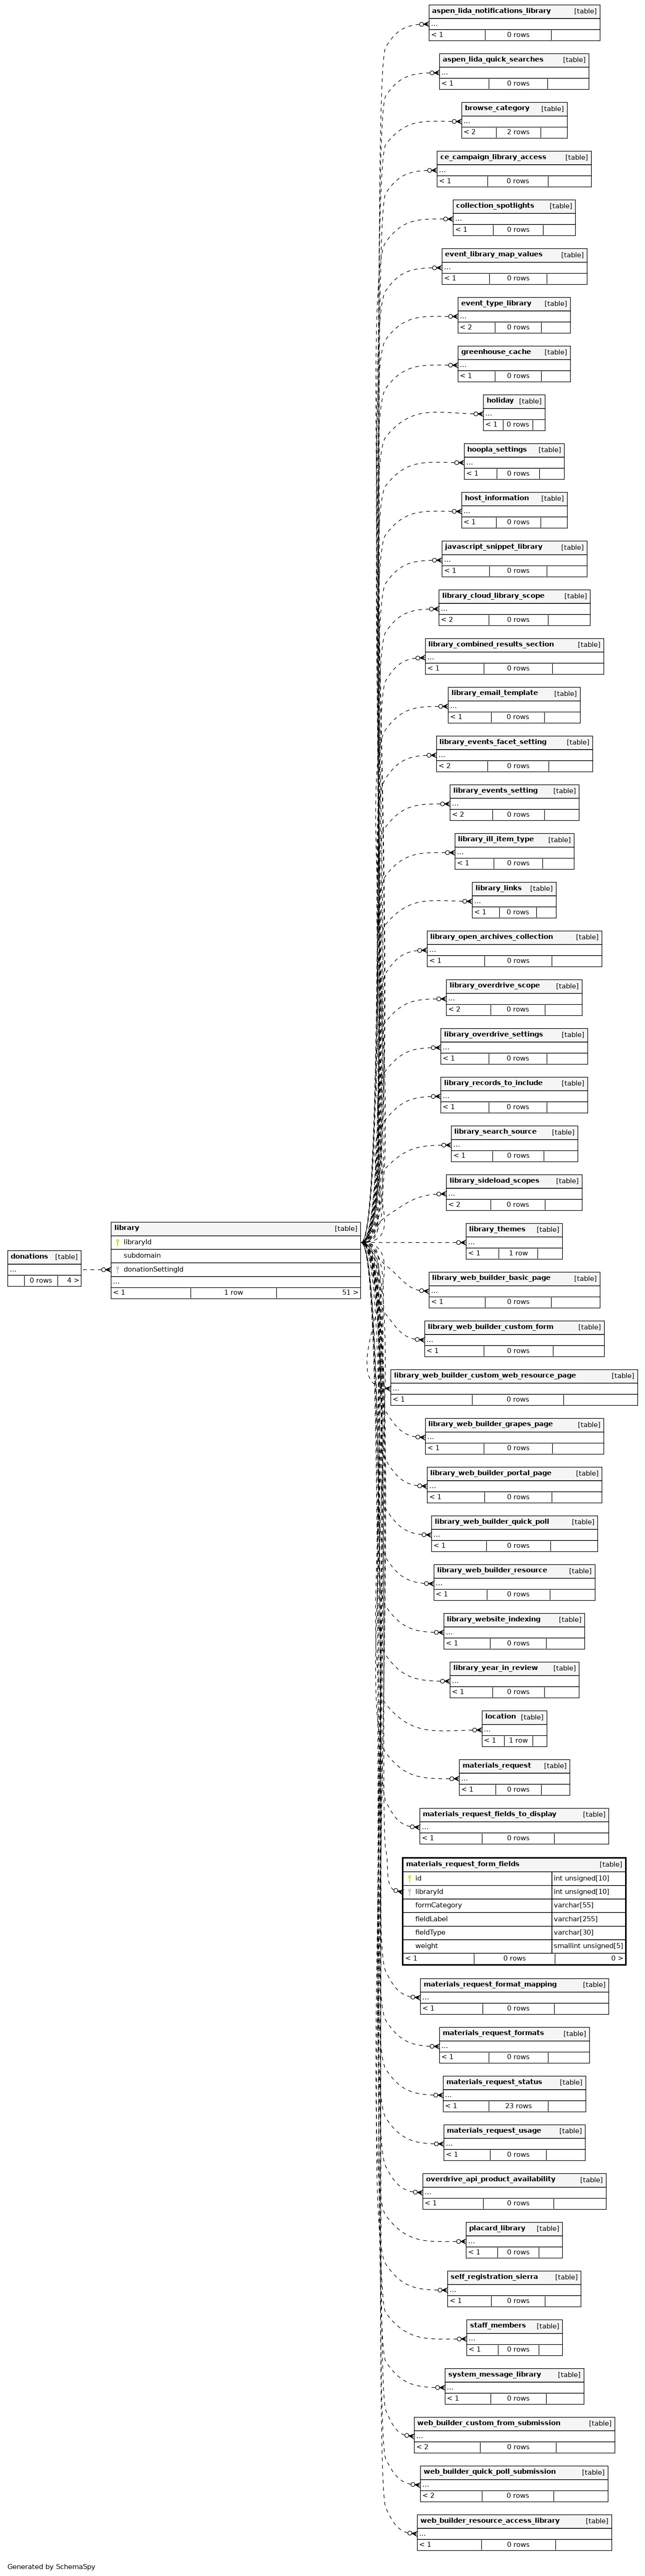 aspen_lida_notifications_library [table]
...
< 1 0 rows
aspen_lida_quick_searches [table]
...
< 1 0 rows
browse_category [table]
...
< 2 2 rows
ce_campaign_library_access [table]
...
< 1 0 rows
collection_spotlights [table]
...
< 1 0 rows
event_library_map_values [table]
...
< 1 0 rows
event_type_library [table]
...
< 2 0 rows
greenhouse_cache [table]
...
< 1 0 rows
holiday [table]
...
< 1 0 rows
hoopla_settings [table]
...
< 1 0 rows
host_information [table]
...
< 1 0 rows
javascript_snippet_library [table]
...
< 1 0 rows
library_cloud_library_scope [table]
...
< 2 0 rows
library_combined_results_section [table]
...
< 1 0 rows
library_email_template [table]
...
< 1 0 rows
library_events_facet_setting [table]
...
< 2 0 rows
library_events_setting [table]
...
< 2 0 rows
library_ill_item_type [table]
...
< 1 0 rows
library_links [table]
...
< 1 0 rows
library_open_archives_collection [table]
...
< 1 0 rows
library_overdrive_scope [table]
...
< 2 0 rows
library_overdrive_settings [table]
...
< 1 0 rows
library_records_to_include [table]
...
< 1 0 rows
library_search_source [table]
...
< 1 0 rows
library_sideload_scopes [table]
...
< 2 0 rows
donations [table]
...
0 rows 4 >
library [table]
libraryId
subdomain
donationSettingId
...
< 1 1 row 51 >
library_themes [table]
...
< 1 1 row
library_web_builder_basic_page [table]
...
< 1 0 rows
library_web_builder_custom_form [table]
...
< 1 0 rows
library_web_builder_custom_web_resource_page [table]
...
< 1 0 rows
library_web_builder_grapes_page [table]
...
< 1 0 rows
library_web_builder_portal_page [table]
...
< 1 0 rows
library_web_builder_quick_poll [table]
...
< 1 0 rows
library_web_builder_resource [table]
...
< 1 0 rows
library_website_indexing [table]
...
< 1 0 rows
library_year_in_review [table]
...
< 1 0 rows
location [table]
...
< 1 1 row
materials_request [table]
...
< 1 0 rows
materials_request_fields_to_display [table]
...
< 1 0 rows
materials_request_form_fields [table]
id int unsigned[10]
libraryId int unsigned[10]
formCategory varchar[55]
fieldLabel varchar[255]
fieldType varchar[30]
weight smallint unsigned[5]
< 1 0 rows 0 >
materials_request_format_mapping [table]
...
< 1 0 rows
materials_request_formats [table]
...
< 1 0 rows
materials_request_status [table]
...
< 1 23 rows
materials_request_usage [table]
...
< 1 0 rows
overdrive_api_product_availability [table]
...
< 1 0 rows
placard_library [table]
...
< 1 0 rows
self_registration_sierra [table]
...
< 1 0 rows
staff_members [table]
...
< 1 0 rows
system_message_library [table]
...
< 1 0 rows
web_builder_custom_from_submission [table]
...
< 2 0 rows
web_builder_quick_poll_submission [table]
...
< 2 0 rows
web_builder_resource_access_library [table]
...
< 1 0 rows
Generated by SchemaSpy